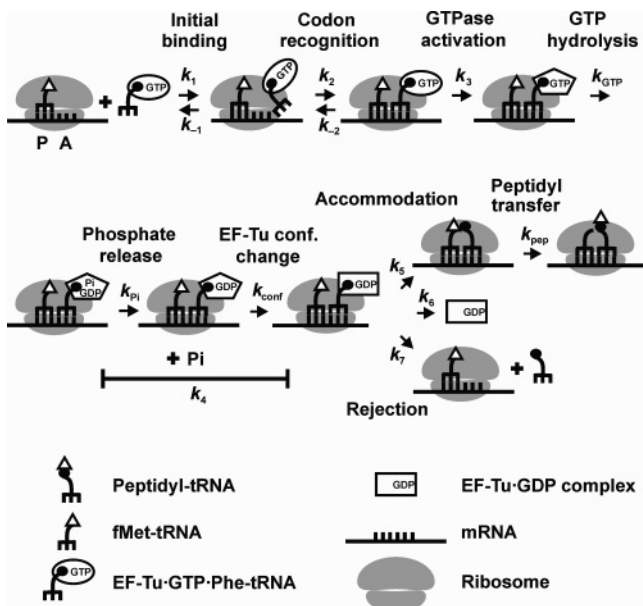 Initial binding
Codon recognition
GTPase activation
GTP hydrolysis
k1
k–1
k2
k–2
k3
kGTP
+
GTP
GTP
GTP
GTP
P A
Accommodation
Peptidyl transfer
Phosphate release
EF-Tu conf. change
kPi
kconf
k5
k6
k7
kpep
Pi
GDP
GDP
GDP
GDP
+ Pi
k4
+
Rejection
Peptidyl-tRNA
GDP
EF-Tu·GDP complex
fMet-tRNA
mRNA
GTP
EF-Tu·GTP·Phe-tRNA
Ribosome